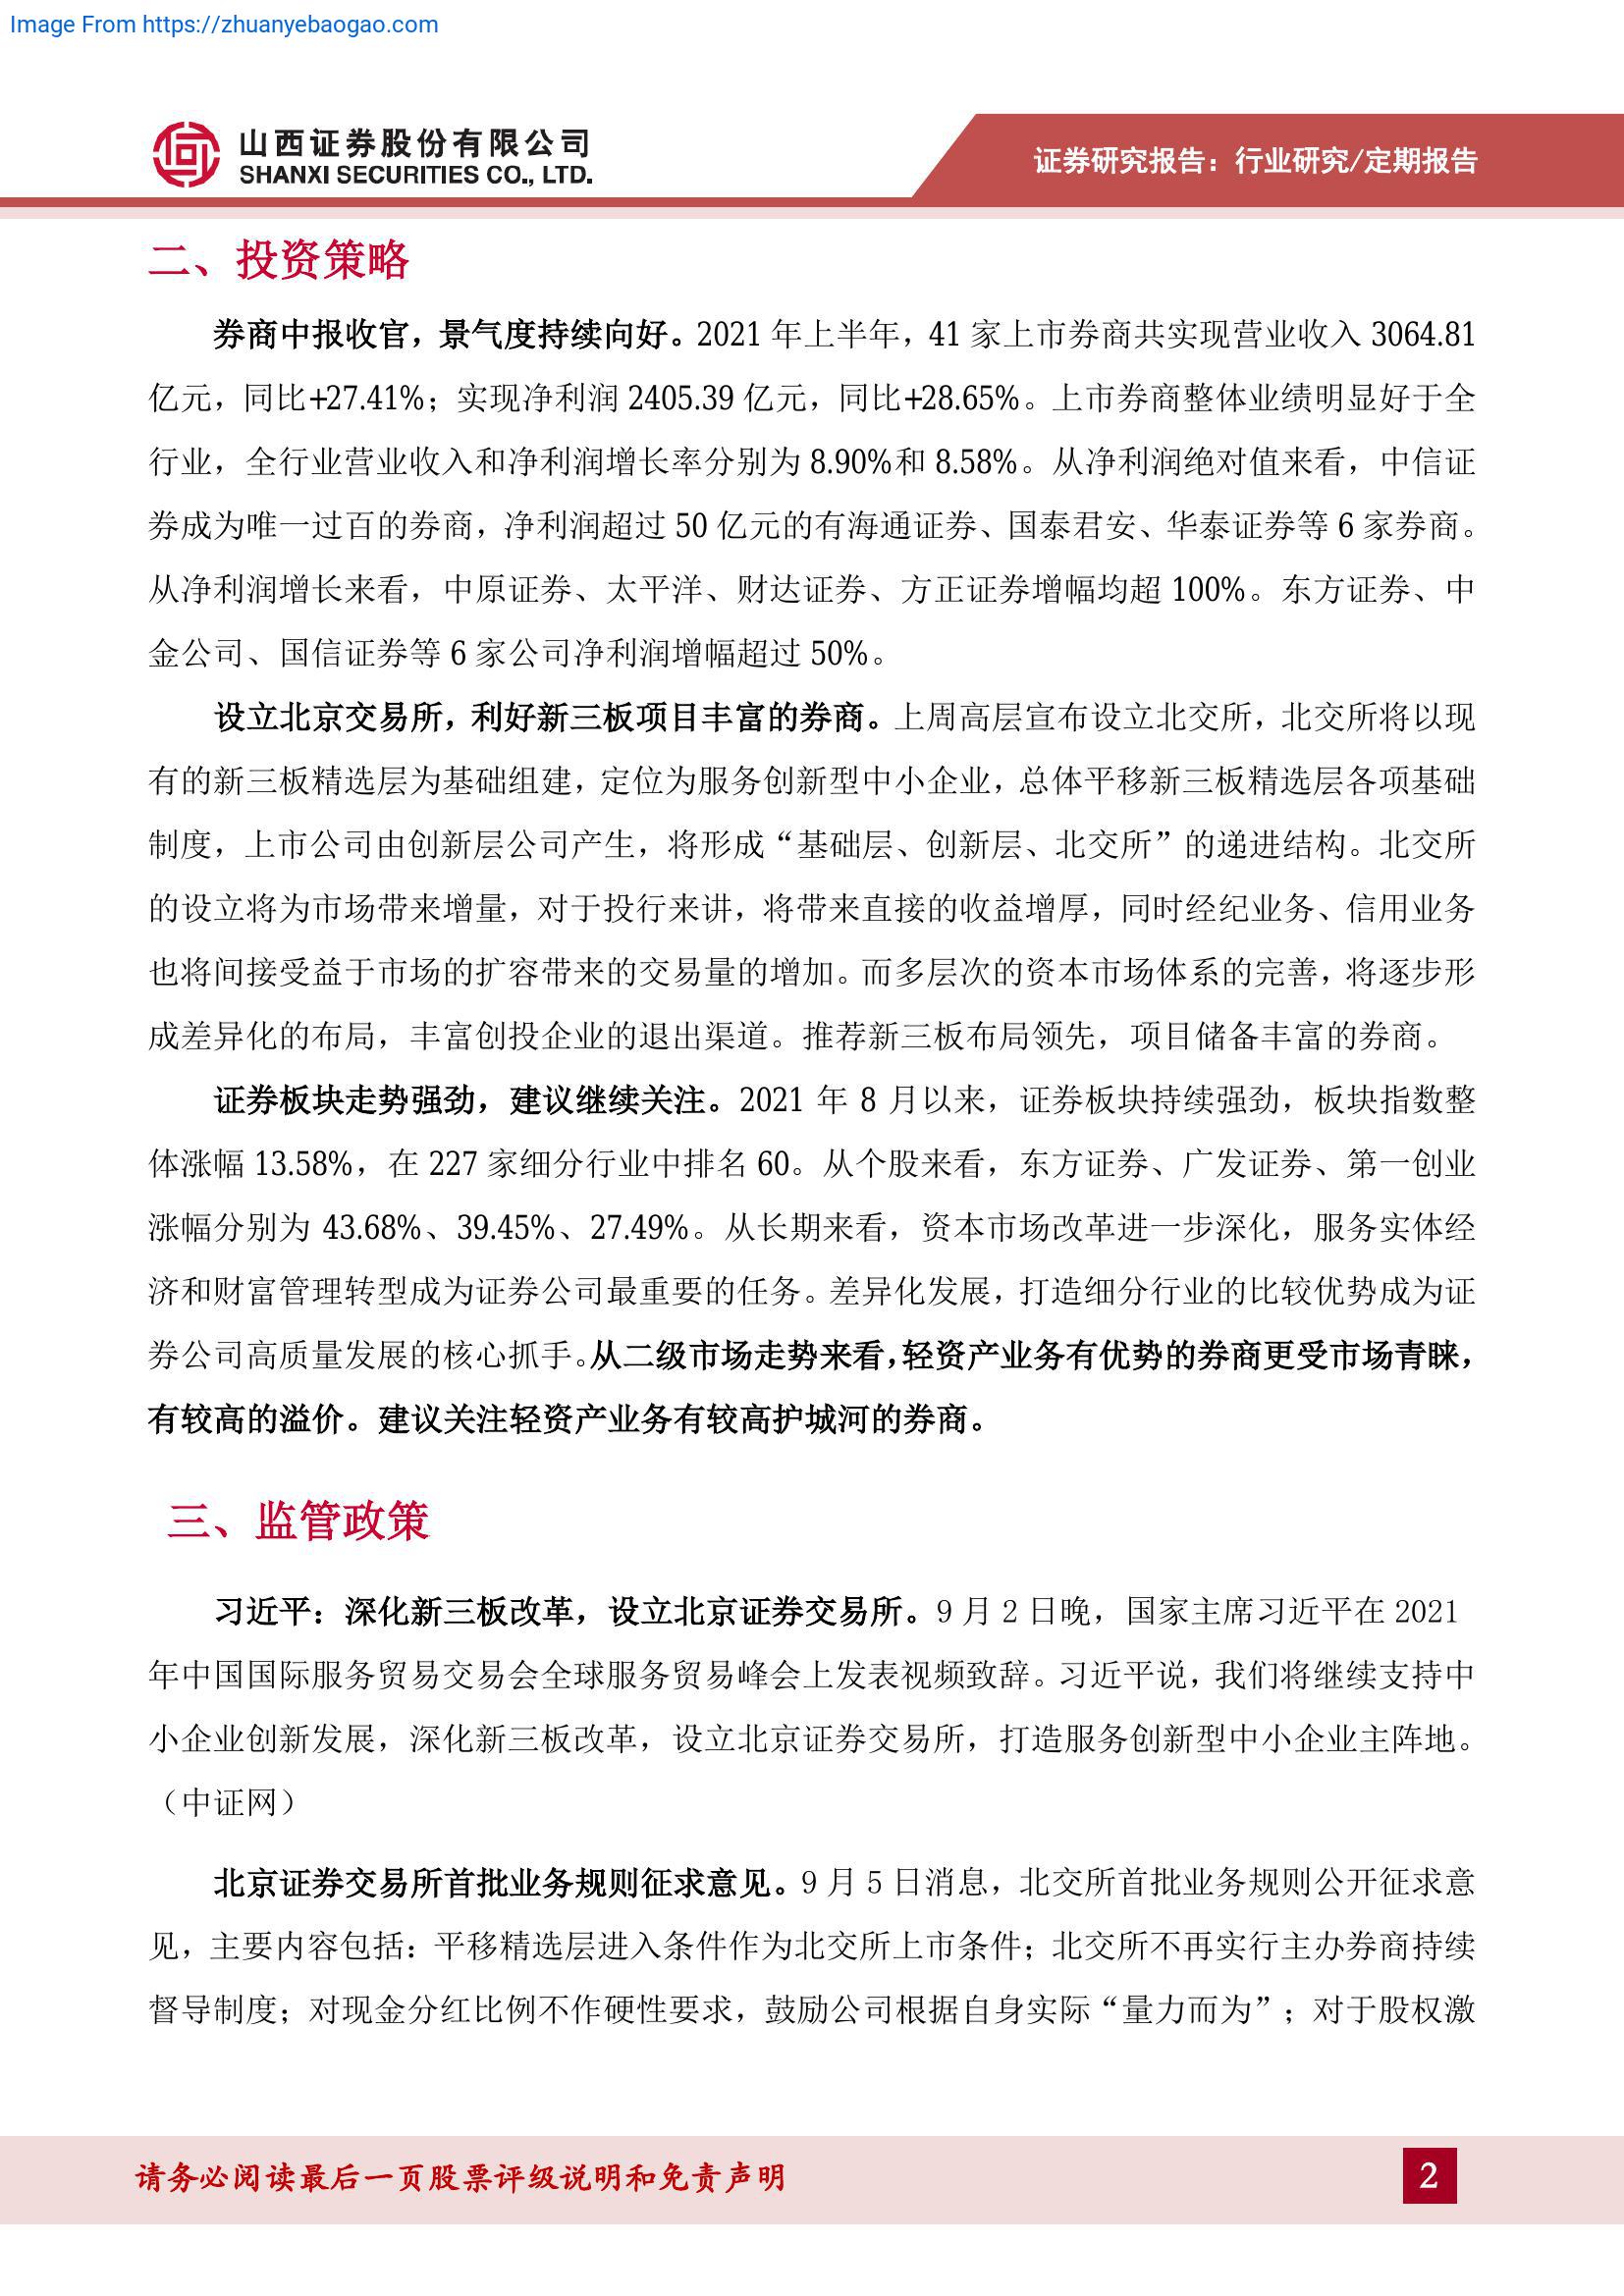 Image From https://zhuanyebaogao.com
山西证券股份有限公司
SHANXI SECURITIES CO., LTD.
证券研究报告：行业研究/定期报告
二、投资策略
券商中报收官，景气度持续向好。2021 年上半年，41 家上市券商共实现营业收入 3064.81
亿元，同比+27.41%；实现净利润 2405.39 亿元，同比+28.65%。上市券商整体业绩明显好于全
行业，全行业营业收入和净利润增长率分别为 8.90%和 8.58%。从净利润绝对值来看，中信证
券成为唯一过百的券商，净利润超过 50 亿元的有海通证券、国泰君安、华泰证券等 6 家券商。
从净利润增长来看，中原证券、太平洋、财达证券、方正证券增幅均超 100%。东方证券、中
金公司、国信证券等 6 家公司净利润增幅超过 50%。
设立北京交易所，利好新三板项目丰富的券商。上周高层宣布设立北交所，北交所将以现
有的新三板精选层为基础组建，定位为服务创新型中小企业，总体平移新三板精选层各项基础
制度，上市公司由创新层公司产生，将形成“基础层、创新层、北交所”的递进结构。北交所
的设立将为市场带来增量，对于投行来讲，将带来直接的收益增厚，同时经纪业务、信用业务
也将间接受益于市场的扩容带来的交易量的增加。而多层次的资本市场体系的完善，将逐步形
成差异化的布局，丰富创投企业的退出渠道。推荐新三板布局领先，项目储备丰富的券商。
证券板块走势强劲，建议继续关注。2021 年 8 月以来，证券板块持续强劲，板块指数整
体涨幅 13.58%，在 227 家细分行业中排名 60。从个股来看，东方证券、广发证券、第一创业
涨幅分别为 43.68%、39.45%、27.49%。从长期来看，资本市场改革进一步深化，服务实体经
济和财富管理转型成为证券公司最重要的任务。差异化发展，打造细分行业的比较优势成为证
券公司高质量发展的核心抓手。从二级市场走势来看，轻资产业务有优势的券商更受市场青睐，
有较高的溢价。建议关注轻资产业务有较高护城河的券商。
三、监管政策
习近平：深化新三板改革，设立北京证券交易所。9 月 2 日晚，国家主席习近平在 2021
年中国国际服务贸易交易会全球服务贸易峰会上发表视频致辞。习近平说，我们将继续支持中
小企业创新发展，深化新三板改革，设立北京证券交易所，打造服务创新型中小企业主阵地。
（中证网）
北京证券交易所首批业务规则征求意见。9 月 5 日消息，北交所首批业务规则公开征求意
见，主要内容包括：平移精选层进入条件作为北交所上市条件；北交所不再实行主办券商持续
督导制度；对现金分红比例不作硬性要求，鼓励公司根据自身实际“量力而为”；对于股权激
请务必阅读最后一页股票评级说明和免责声明
2